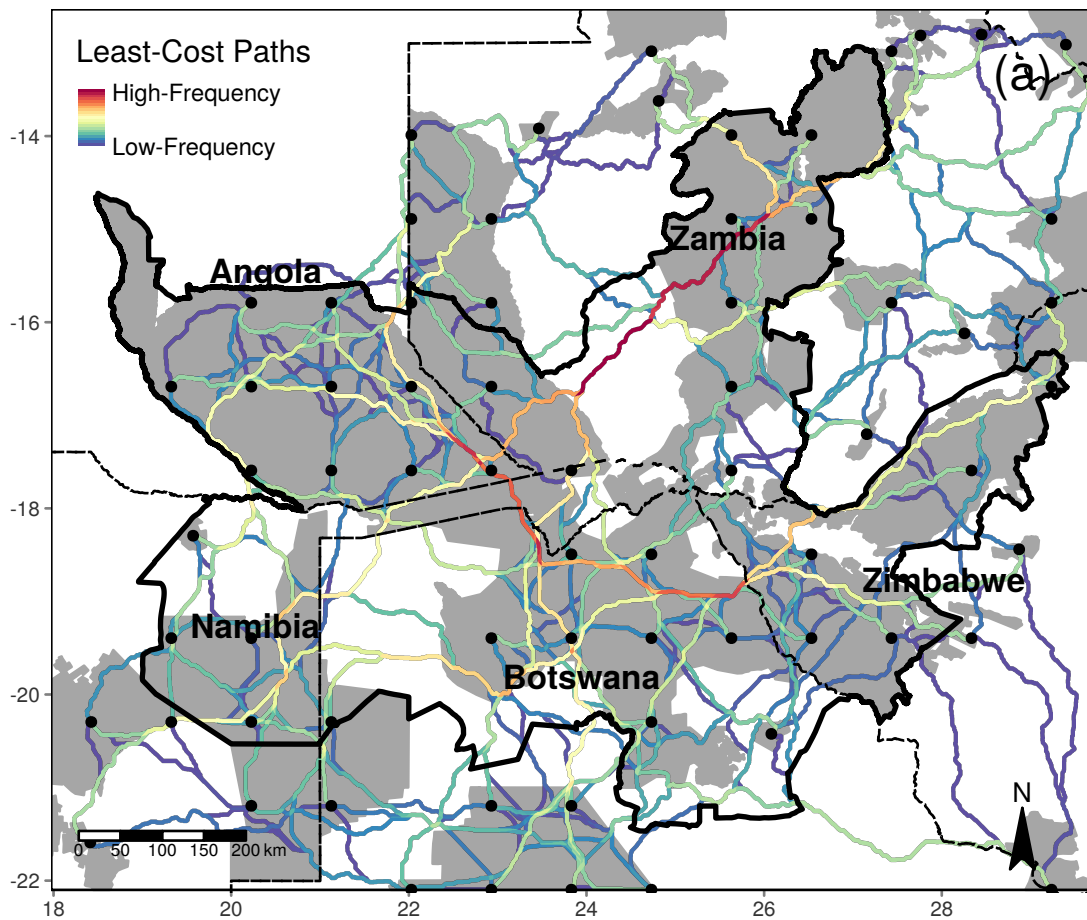 Least-Cost Paths
High-Frequency
Low-Frequency
(a)
-14
-16
-18
-20
-22
Zambia
Angola
Zimbabwe
Namibia
Botswana
N
0 50 100 150 200 km
18 20 22 24 26 28